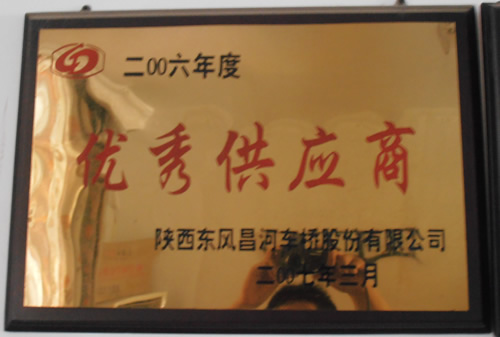 二00六年度
优秀供应商
陕西东风昌河车桥股份有限公司
二00七年三月